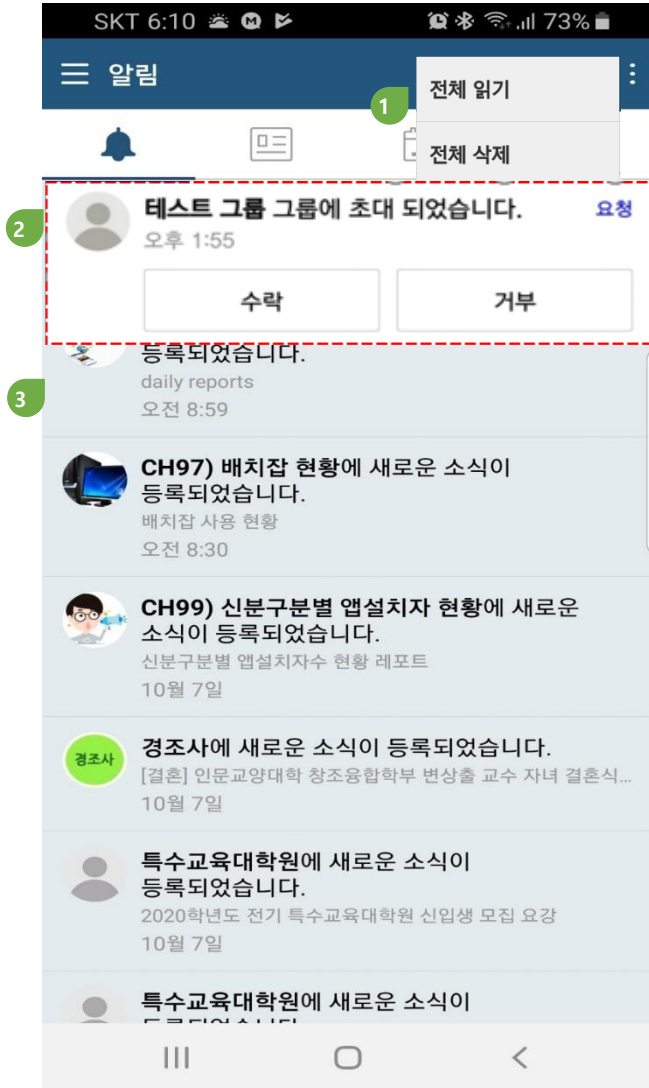 SKT 6:10 73%
알림
전체 읽기
1
전체 삭제
2
테스트 그룹 그룹에 초대 되었습니다. 요청
오후 1:55
수락 거부
등록되었습니다.
3
daily reports
오전 8:59
CH97) 배치잡 현황에 새로운 소식이
등록되었습니다.
배치잡 사용 현황
오전 8:30
CH99) 신분구분별 앱설치자 현황에 새로운
소식이 등록되었습니다.
신분구분별 앱설치자수 현황 레포트
10월 7일
경조사
경조사에 새로운 소식이 등록되었습니다.
[결혼] 인문교양대학 창조융합학부 변상출 교수 자녀 결혼식...
10월 7일
특수교육대학원에 새로운 소식이
등록되었습니다.
2020학년도 전기 특수교육대학원 신입생 모집 요강
10월 7일
특수교육대학원에 새로운 소식이